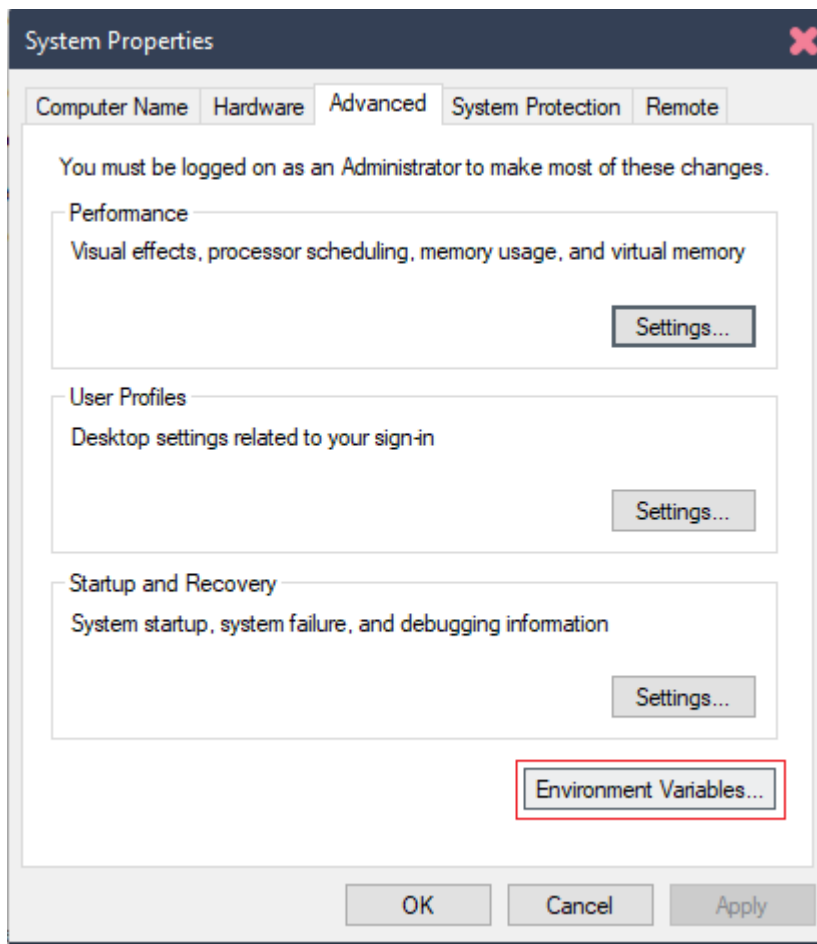 System Properties
Computer Name Hardware Advanced System Protection Remote
You must be logged on as an Administrator to make most of these changes.
Performance
Visual effects, processor scheduling, memory usage, and virtual memory
Settings...
User Profiles
Desktop settings related to your sign-in
Settings...
Startup and Recovery
System startup, system failure, and debugging information
Settings...
Environment Variables...
OK Cancel Apply